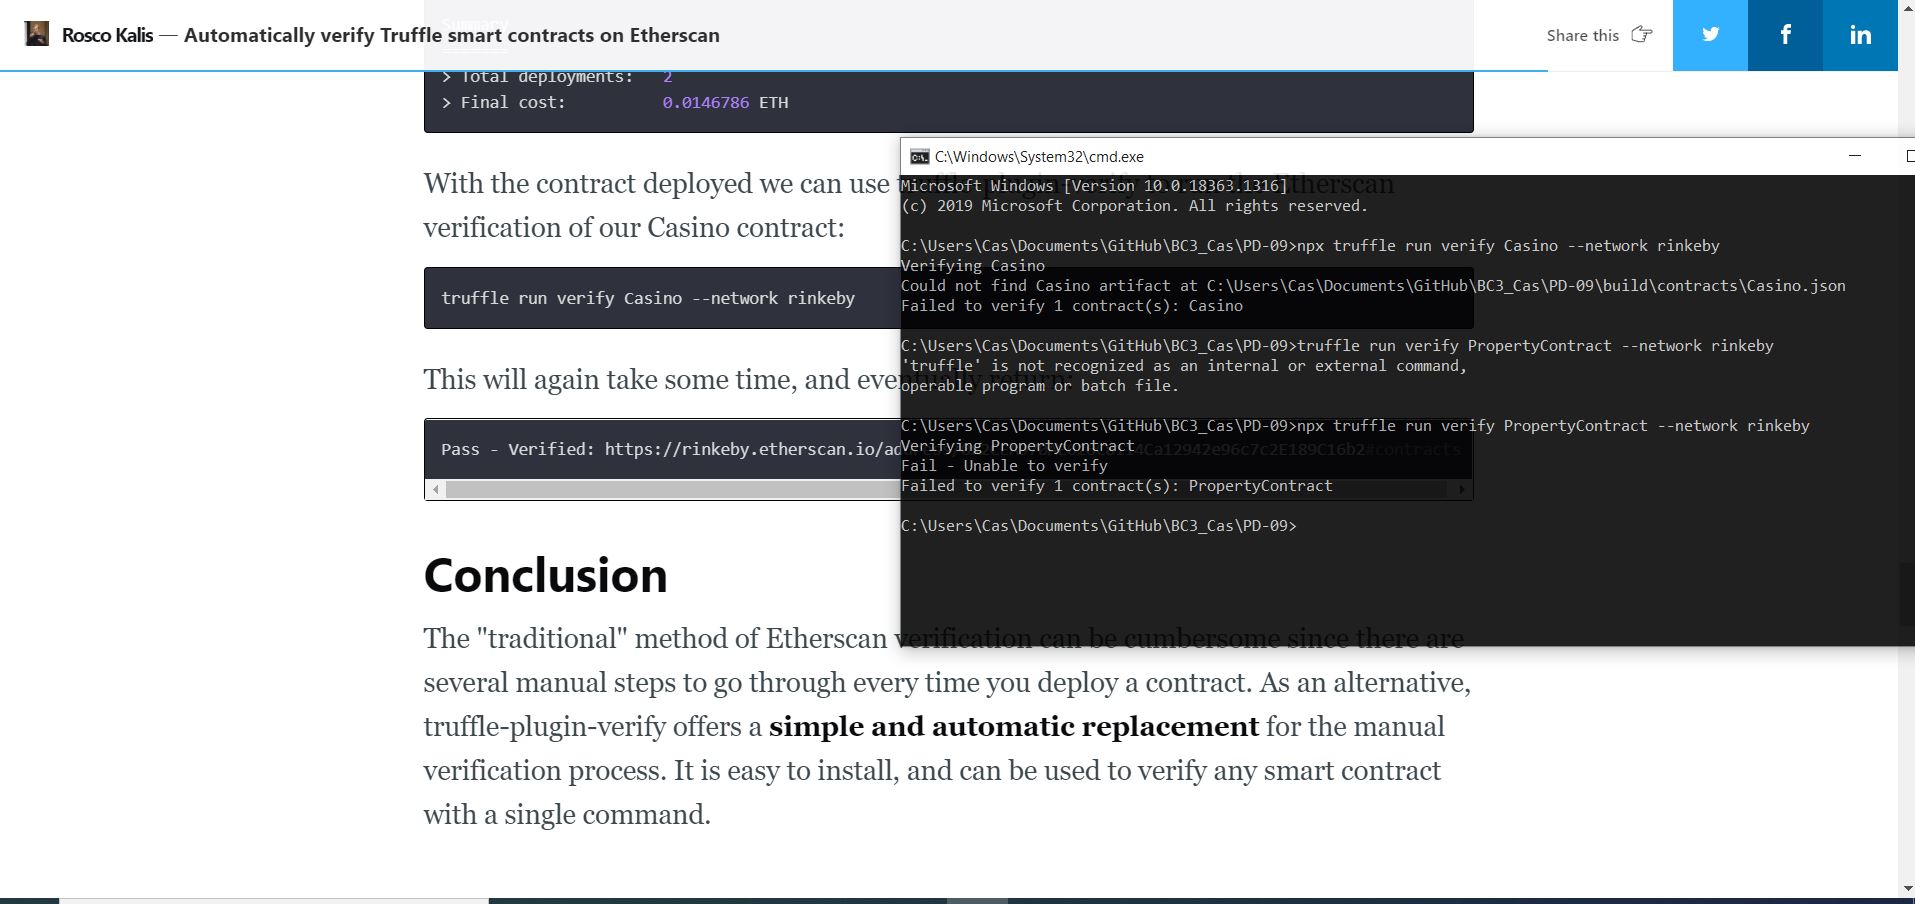 Summary
Rosco Kalis — Automatically verify Truffle smart contracts on Etherscan
Share this
> Total deployments: 2
> Final cost: 0.0146786 ETH
With the contract deployed we can use Etherscan
verification of our Casino contract:
truffle run verify Casino --network rinkeby
This will again take some time, and eventually return:
Pass - Verified: https://rinkeby.etherscan.io/ad 4Ca12942e96c7c2E189C16b2#contracts
C:\Windows\System32\cmd.exe
Microsoft Windows [Version 10.0.18363.1316]
(c) 2019 Microsoft Corporation. All rights reserved.
C:\Users\Cas\Documents\GitHub\BC3_Cas\PD-09>npx truffle run verify Casino --network rinkeby
Verifying Casino
Could not find Casino artifact at C:\Users\Cas\Documents\GitHub\BC3_Cas\PD-09\build\contracts\Casino.json
Failed to verify 1 contract(s): Casino
C:\Users\Cas\Documents\GitHub\BC3_Cas\PD-09>truffle run verify PropertyContract --network rinkeby
'truffle' is not recognized as an internal or external command,
operable program or batch file.
C:\Users\Cas\Documents\GitHub\BC3_Cas\PD-09>npx truffle run verify PropertyContract --network rinkeby
Verifying PropertyContract
Fail - Unable to verify
Failed to verify 1 contract(s): PropertyContract
C:\Users\Cas\Documents\GitHub\BC3_Cas\PD-09>
Conclusion
The "traditional" method of Etherscan verification can be cumbersome since there are
several manual steps to go through every time you deploy a contract. As an alternative,
truffle-plugin-verify offers a simple and automatic replacement for the manual
verification process. It is easy to install, and can be used to verify any smart contract
with a single command.